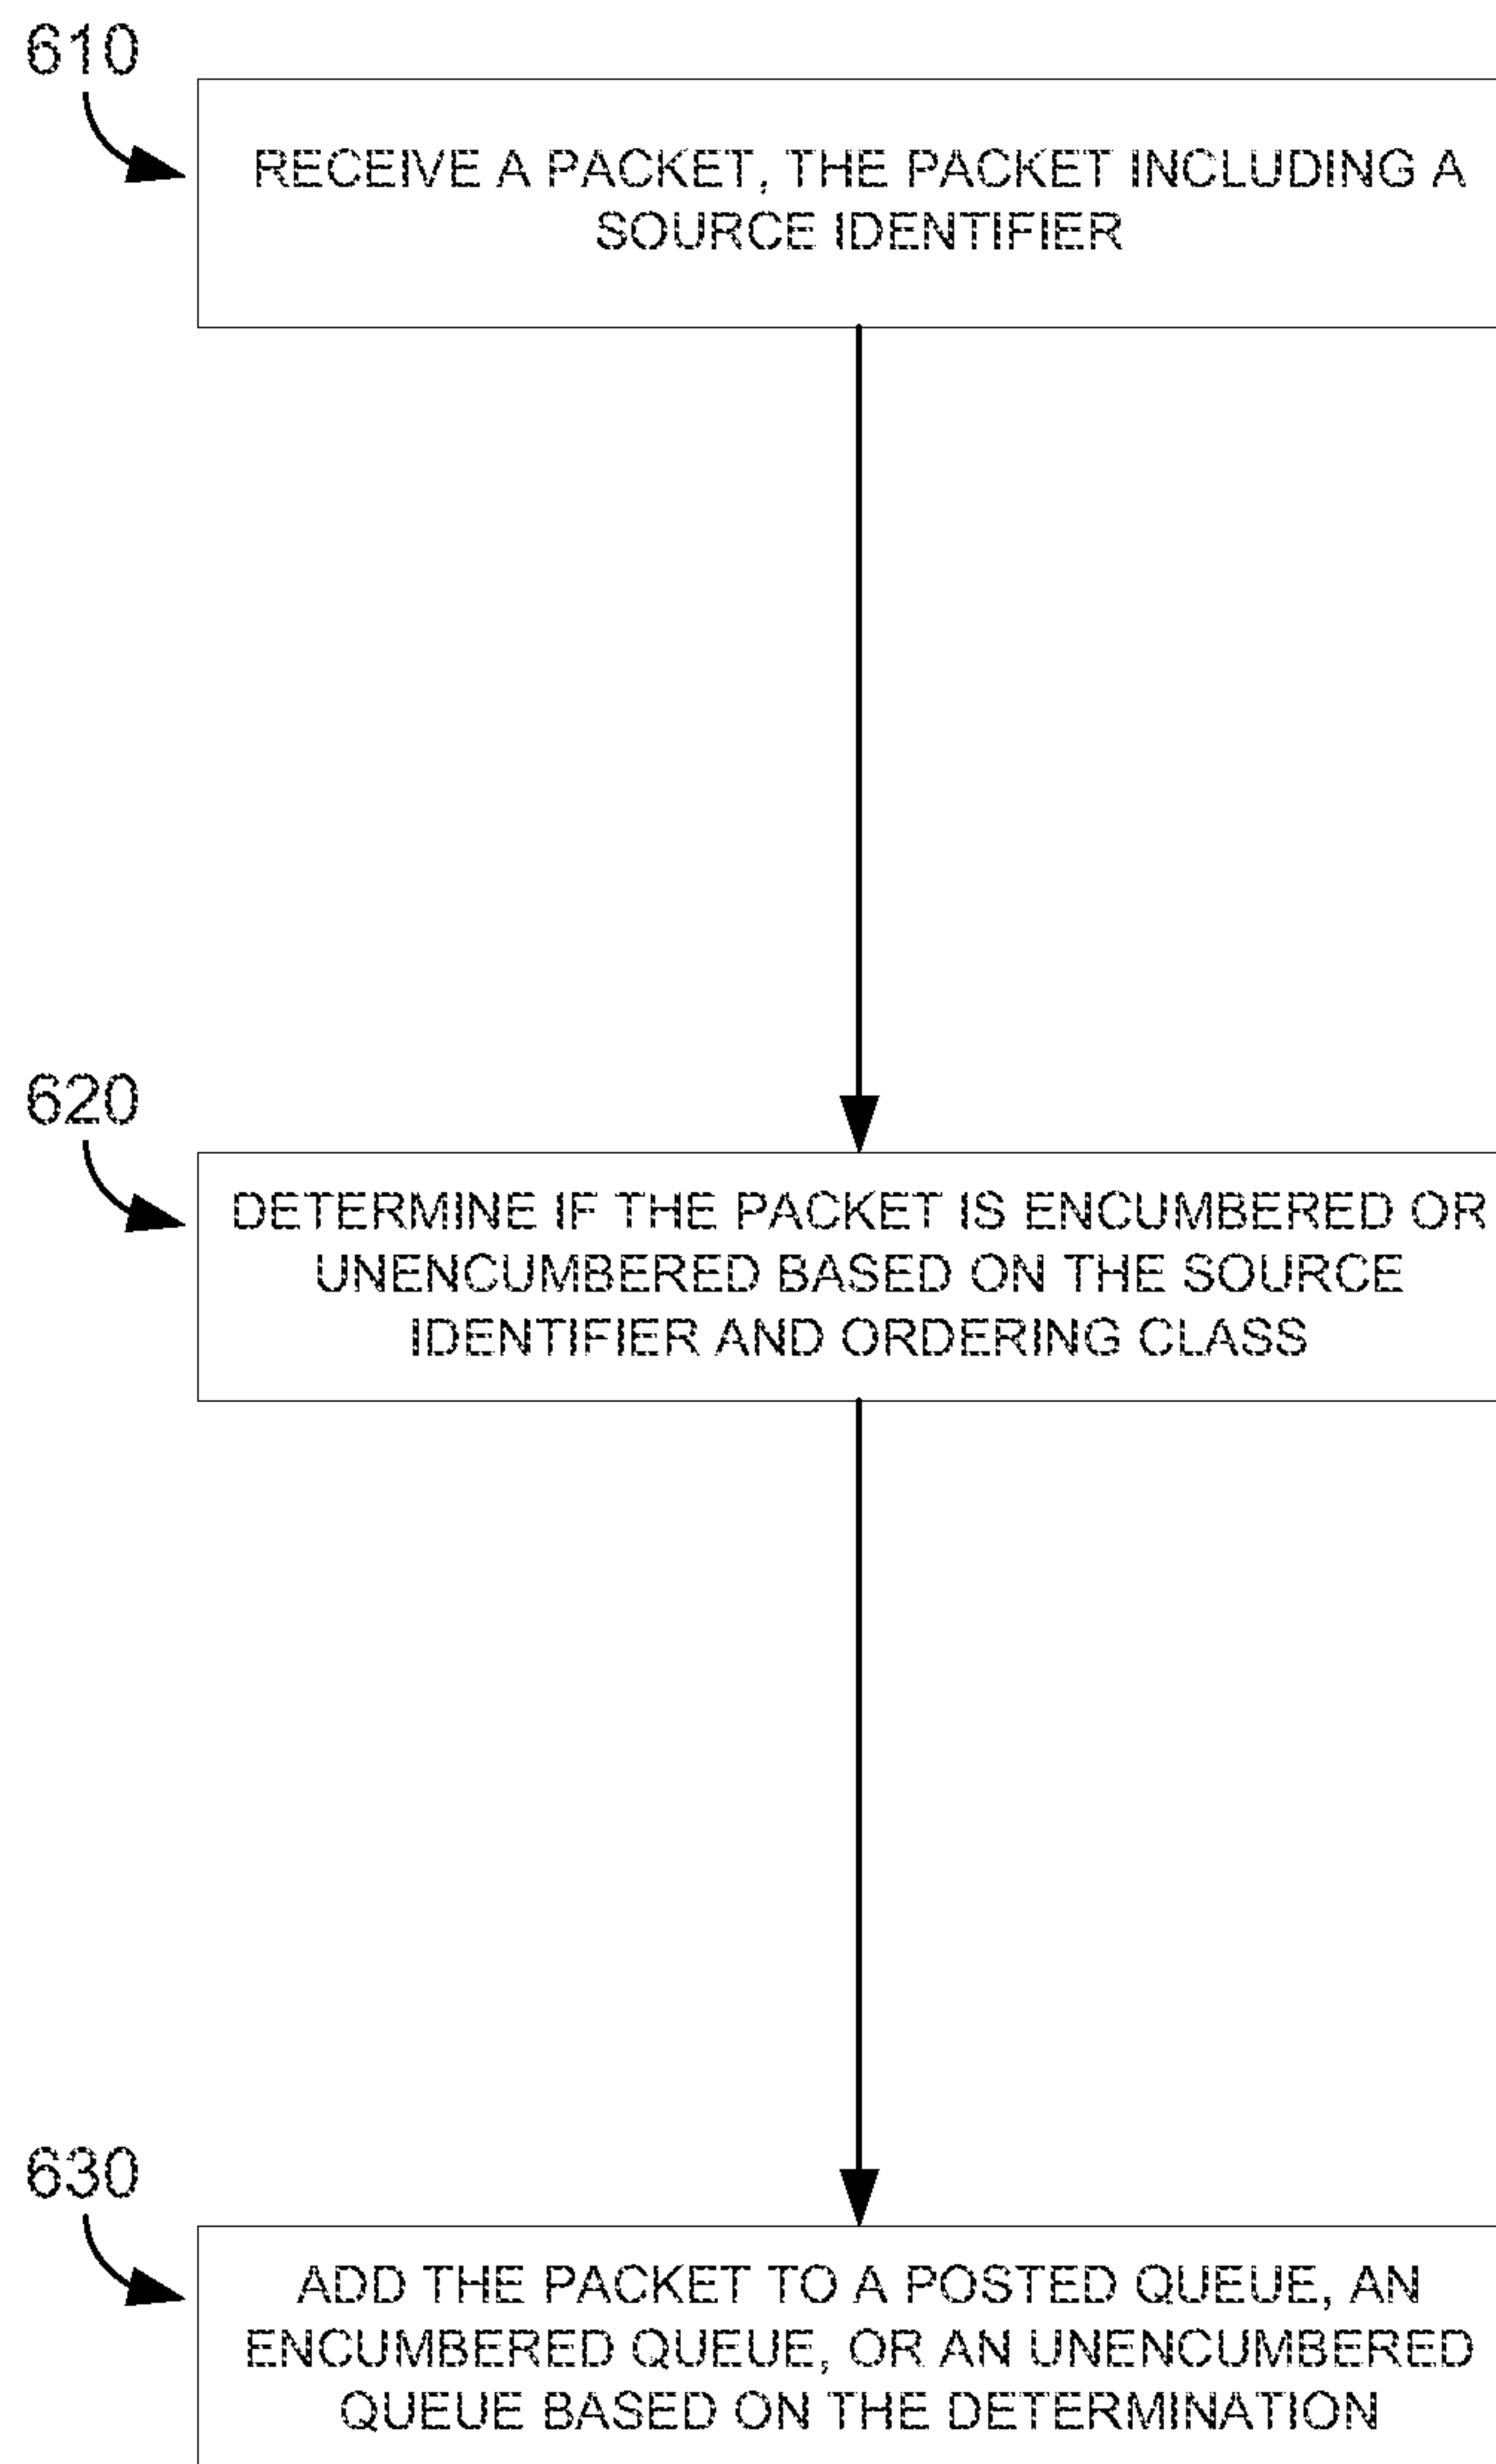 610
RECEIVE A PACKET, THE PACKET INCLUDING A
SOURCE IDENTIFIER
620
DETERMINE IF THE PACKET IS ENCUMBERED OR
UNENCUMBERED BASED ON THE SOURCE
IDENTIFIER AND ORDERING CLASS
630
ADD THE PACKET TO A POSTED QUEUE, AN
ENCUMBERED QUEUE, OR AN UNENCUMBERED
QUEUE BASED ON THE DETERMINATION